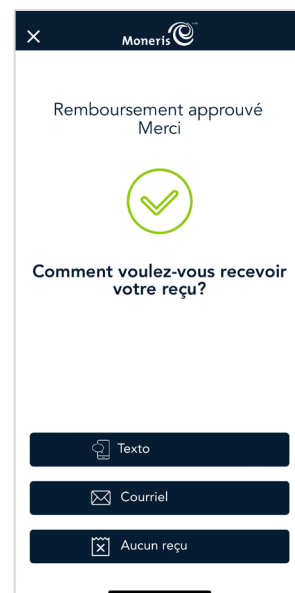 Moneris
Remboursement approuvé
Merci
Comment voulez-vous recevoir
votre reçu?
Texto
Courriel
Aucun reçu